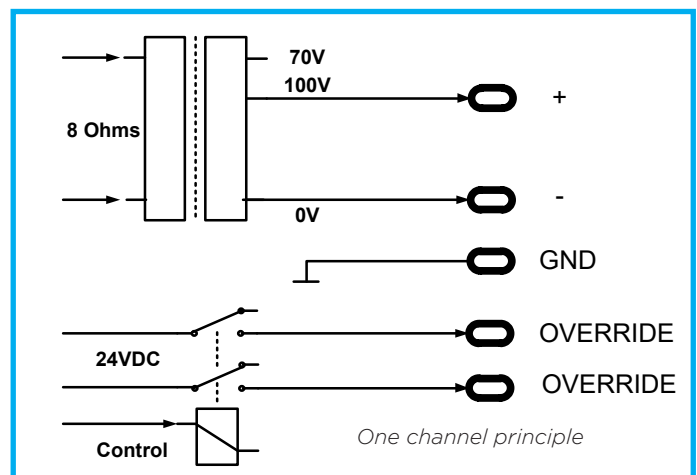 70V
100V
+
8 Ohms
0V
-
GND
OVERRIDE
24VDC
OVERRIDE
Control
One channel principle